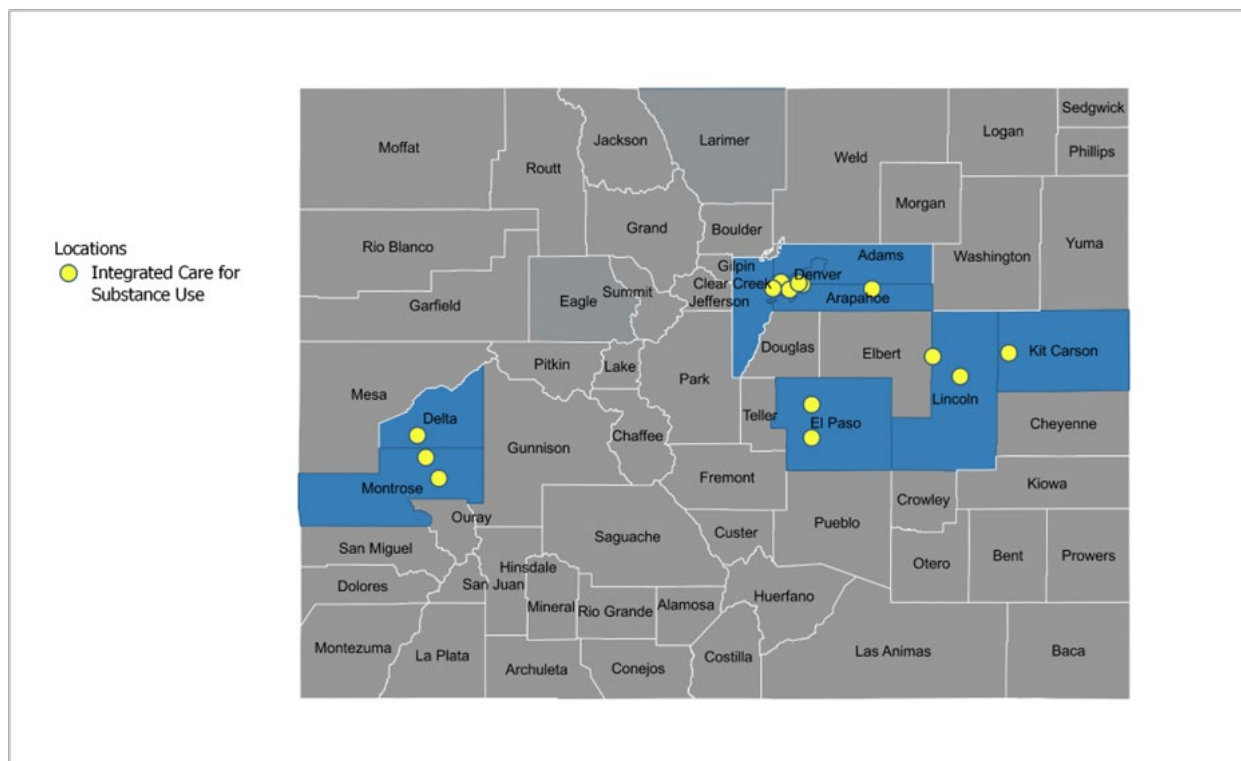 Locations
Integrated Care for
Substance Use
Moffat
Routt
Jackson
Larimer
Weld
Logan
Sedgwick
Phillips
Morgan
Rio Blanco
Grand
Boulder
Washington
Yuma
Garfield
Eagle
Summit
Gilpin
Clear Creek
Jefferson
Denver
Adams
Arapahoe
Mesa
Pitkin
Lake
Park
Douglas
Elbert
Lincoln
Kit Carson
Delta
Gunnison
Chaffee
Teller
El Paso
Cheyenne
Montrose
Ouray
Fremont
Crowley
Kiowa
San Miguel
Saguache
Custer
Pueblo
Otero
Bent
Prowers
Dolores
San Juan
Hinsdale
Mineral
Rio Grande
Alamosa
Huerfano
Montezuma
La Plata
Archuleta
Conejos
Costilla
Las Animas
Baca